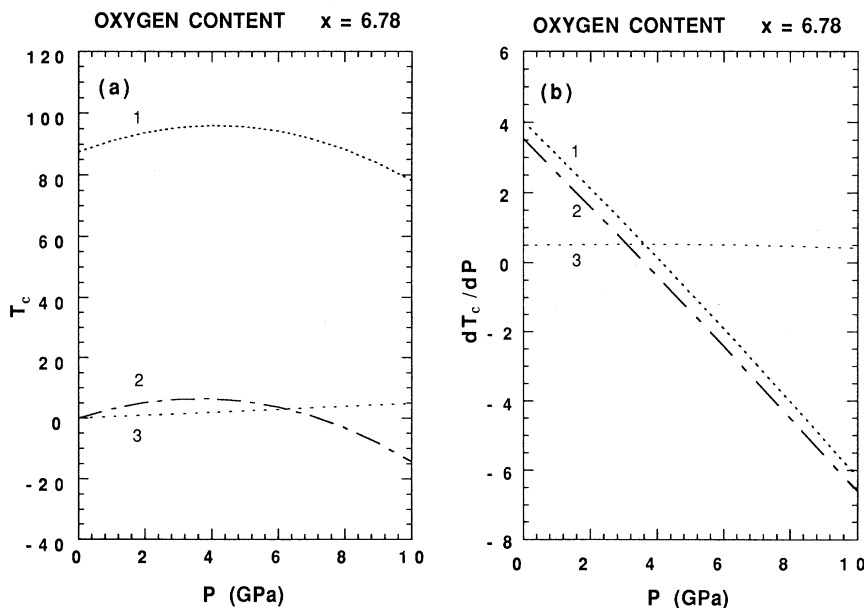 OXYGEN CONTENT x = 6.78
(a)
120
100
80
60
40
20
0
-20
-40
T_c
1
2
3
0 2 4 6 8 10
P (GPa)
OXYGEN CONTENT x = 6.78
(b)
6
4
2
0
-2
-4
-6
-8
dT_c/dP
1
2
3
0 2 4 6 8 10
P (GPa)